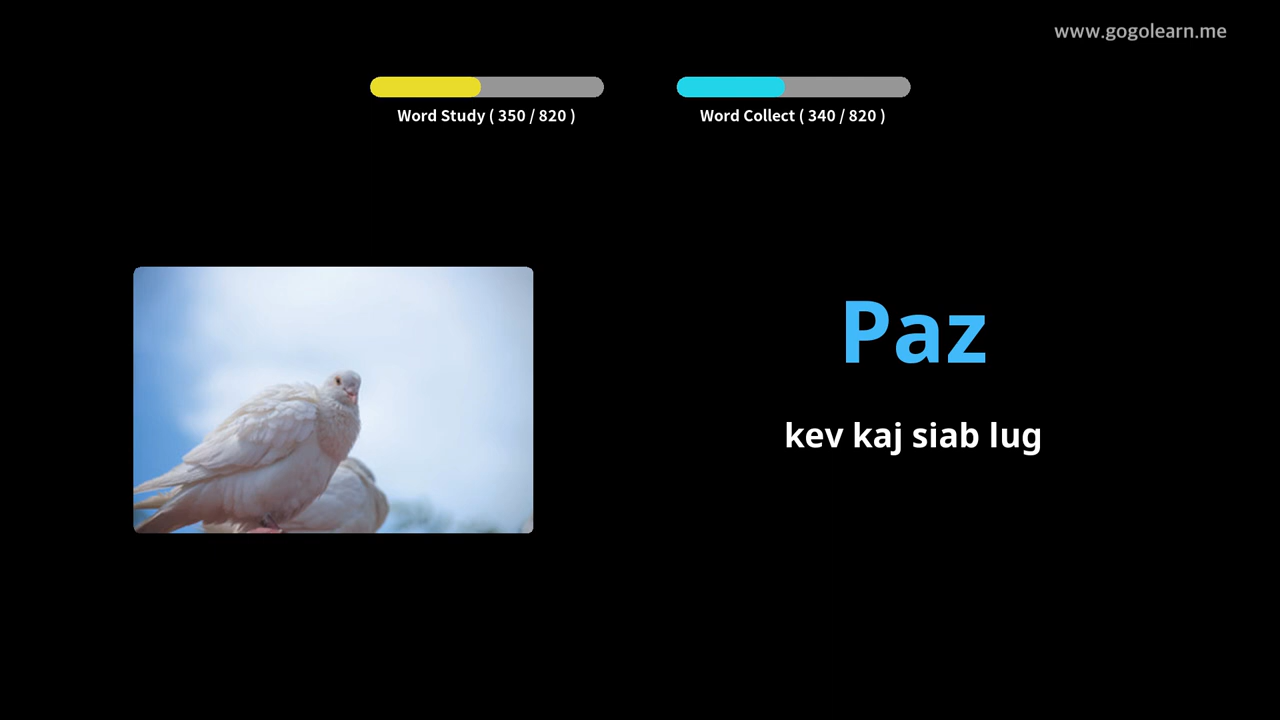 www.gogolearn.me
Word Study ( 350 / 820 )
Word Collect ( 340 / 820 )
Paz
kev kaj siab lug